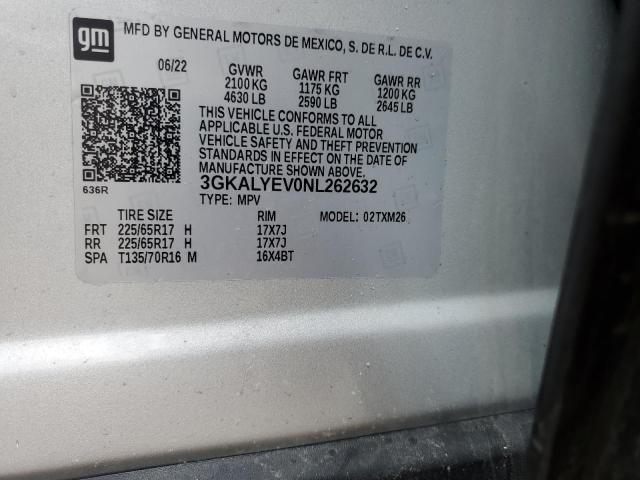 gm MFD BY GENERAL MOTORS DE MEXICO, S. DE R.L. DE C.V.
06/22 GVWR GAWR FRT GAWR RR
2100 KG 1175 KG 1200 KG
4630 LB 2590 LB 2645 LB
THIS VEHICLE CONFORMS TO ALL
APPLICABLE U.S. FEDERAL MOTOR
VEHICLE SAFETY AND THEFT PREVENTION
STANDARDS IN EFFECT ON THE DATE OF
MANUFACTURE SHOWN ABOVE.
636R 3GKALYEV0NL262632
TYPE: MPV MODEL: 02TXM26
TIRE SIZE RIM
FRT 225/65R17 H 17X7J
RR 225/65R17 H 17X7J
SPA T135/70R16 M 16X4BT